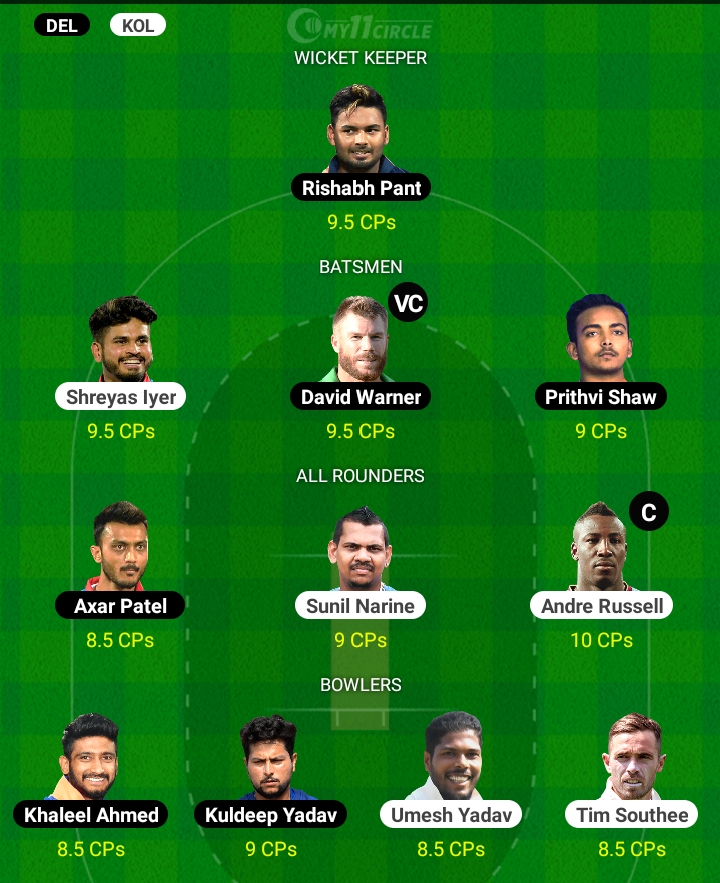 DEL KOL
MY11CIRCLE
WICKET KEEPER
Rishabh Pant
9.5 CPs
BATSMEN
VC
Shreyas Iyer David Warner Prithvi Shaw
9.5 CPs 9.5 CPs 9 CPs
ALL ROUNDERS
C
Axar Patel Sunil Narine Andre Russell
8.5 CPs 9 CPs 10 CPs
BOWLERS
Khaleel Ahmed Kuldeep Yadav Umesh Yadav Tim Southee
8.5 CPs 9 CPs 8.5 CPs 8.5 CPs